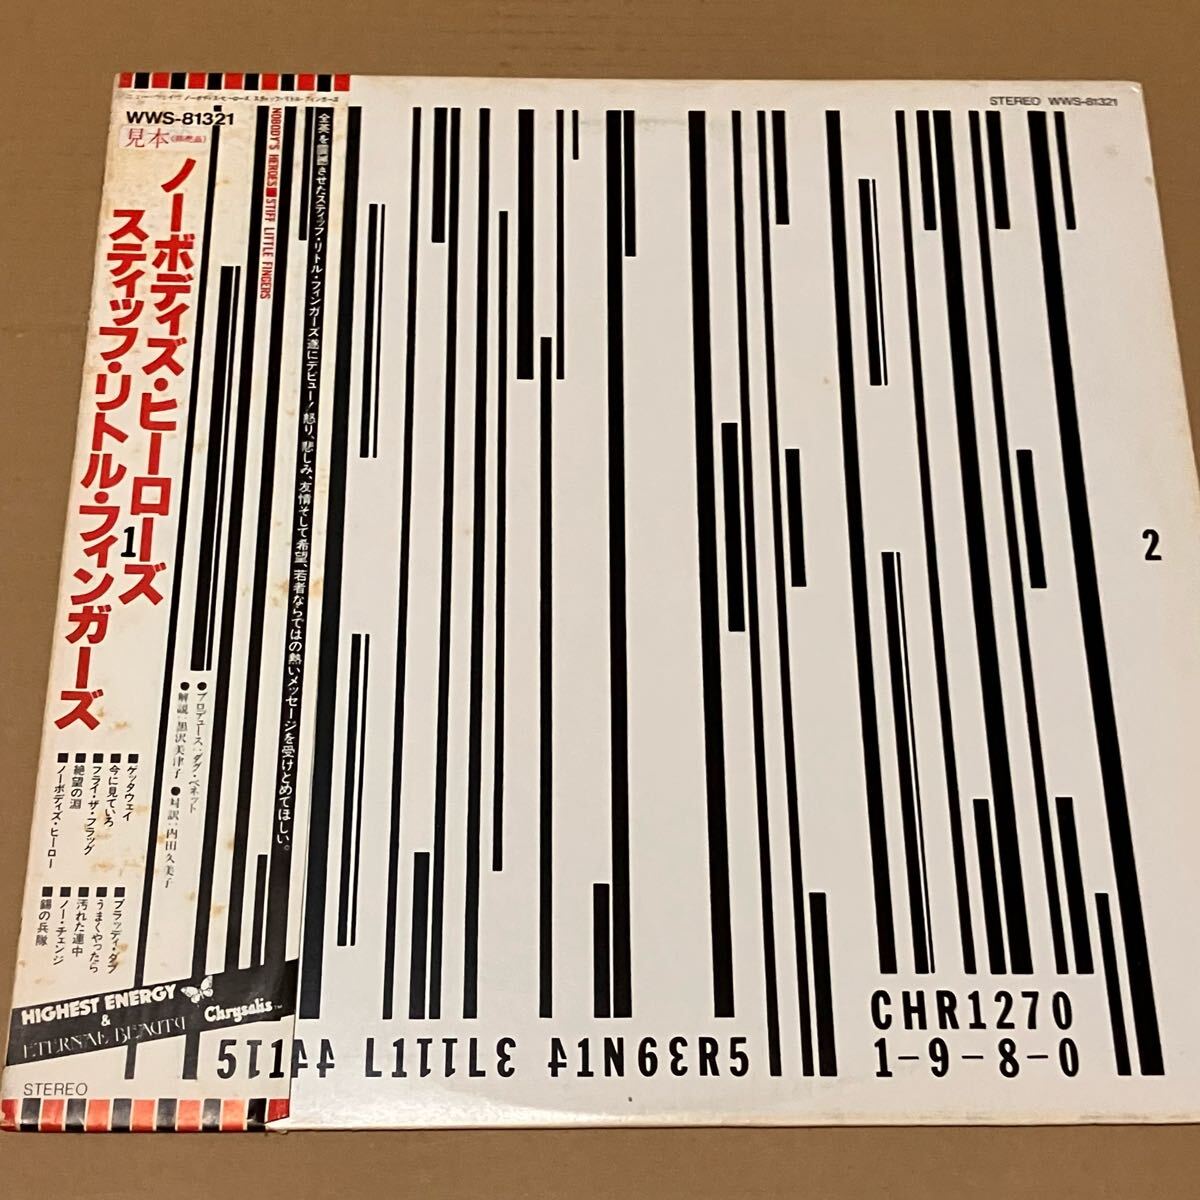 ニュー・ウェイヴ ノーボディズ・ヒーローズ スティッフ・リトル・フィンガーズ
WWS-81321
見本(非売品)
ノーボディズ・ヒーローズ
スティッフ・リトル・フィンガーズ
1
NOBODY'S HEROES■STIFF LITTLE FINGERS
全英を震憾させたスティッフ・リトル・フィンガーズ遂にデビュー!怒り、悲しみ、友情そして希望、若者ならではの熱いメッセージを受けとめてほしい。
●プロデュース:ダグ・ベネット
●解説:黒沢美津子 ●対訳:内田久美子
■ゲッタウェイ
■今に見ていろ
■フライ・ザ・フラッグ
■絶望の淵
■ノーボディズ・ヒーロー
■ブラッディ・ダブ
■うまくやったら
■汚れた連中
■ノー・チェンジ
■錫の兵隊
HIGHEST ENERGY
&
ETERNAL BEAUTY
Chrysalis™
STEREO
STEREO WWS-81321
2
CHR1270
1-9-8-0
51144 L111LE 41N6ER5